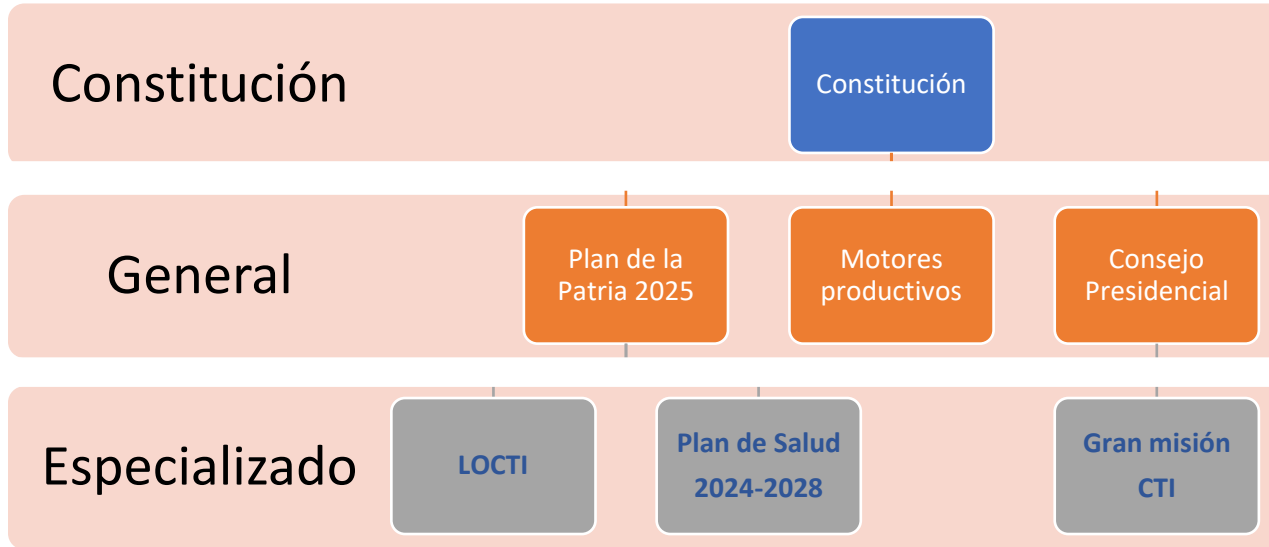 Constitución
Constitución
General
Plan de la
Patria 2025
Motores
productivos
Consejo
Presidencial
Especializado
LOCTI
Plan de Salud
2024-2028
Gran misión
CTI